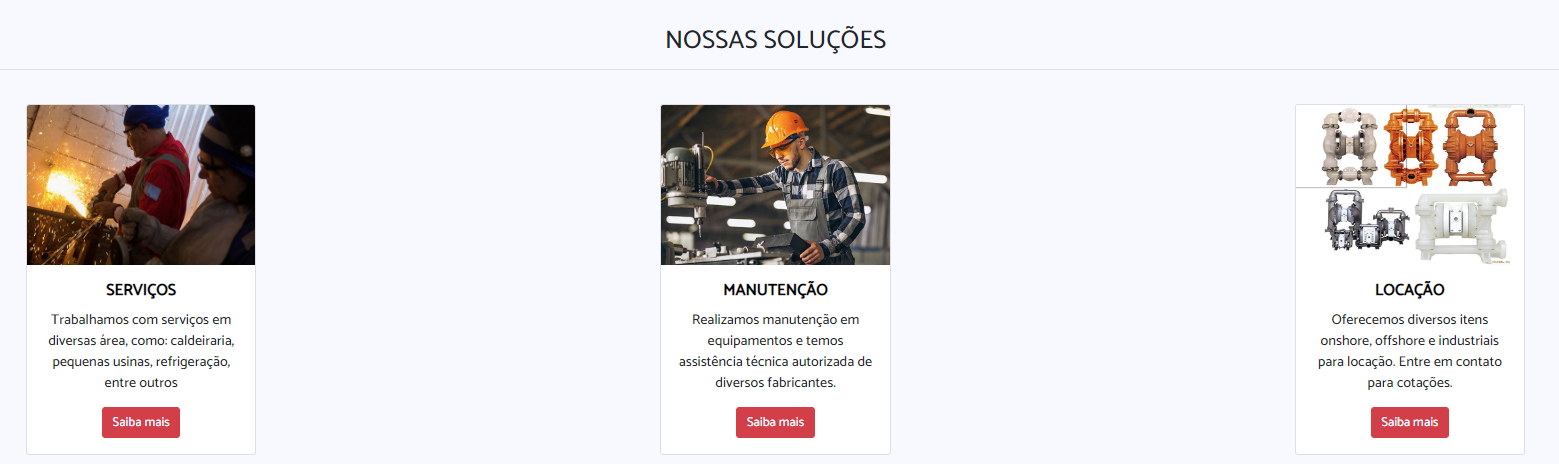 NOSSAS SOLUÇÕES
SERVIÇOS
Trabalhamos com serviços em
diversas área, como: caldeiraria,
pequenas usinas, refrigeração,
entre outros
Saiba mais
MANUTENÇÃO
Realizamos manutenção em
equipamentos e temos
assistência técnica autorizada de
diversos fabricantes.
Saiba mais
LOCAÇÃO
Oferecemos diversos itens
onshore, offshore e industriais
para locação. Entre em contato
para cotações.
Saiba mais